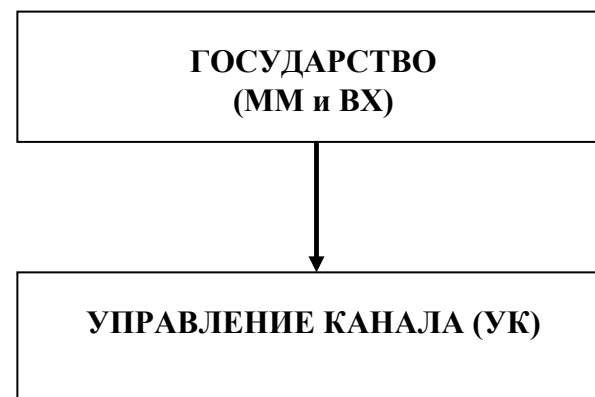 ГОСУДАРСТВО
(ММ и ВХ)
УПРАВЛЕНИЕ КАНАЛА (УК)